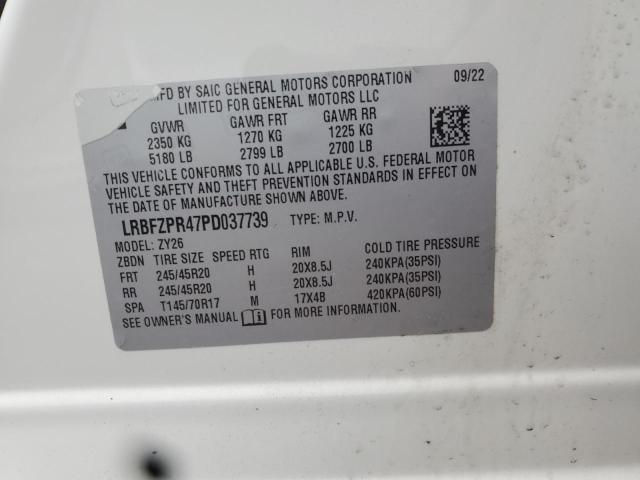 MFD BY SAIC GENERAL MOTORS CORPORATION 09/22
LIMITED FOR GENERAL MOTORS LLC
GVWR GAWR FRT GAWR RR
2350 KG 1270 KG 1225 KG
5180 LB 2799 LB 2700 LB
THIS VEHICLE CONFORMS TO ALL APPLICABLE U.S. FEDERAL MOTOR
VEHICLE SAFETY AND THEFT PREVENTION STANDARDS IN EFFECT ON
THE DATE OF MANUFACTURE SHOWN ABOVE.
LRBFZPR47PD037739 TYPE: M.P.V.
MODEL: ZY26
ZBDN TIRE SIZE SPEED RTG RIM COLD TIRE PRESSURE
FRT 245/45R20 H 20X8.5J 240KPA(35PSI)
RR 245/45R20 H 20X8.5J 240KPA(35PSI)
SPA T145/70R17 M 17X4B 420KPA(60PSI)
SEE OWNER'S MANUAL FOR MORE INFORMATION.